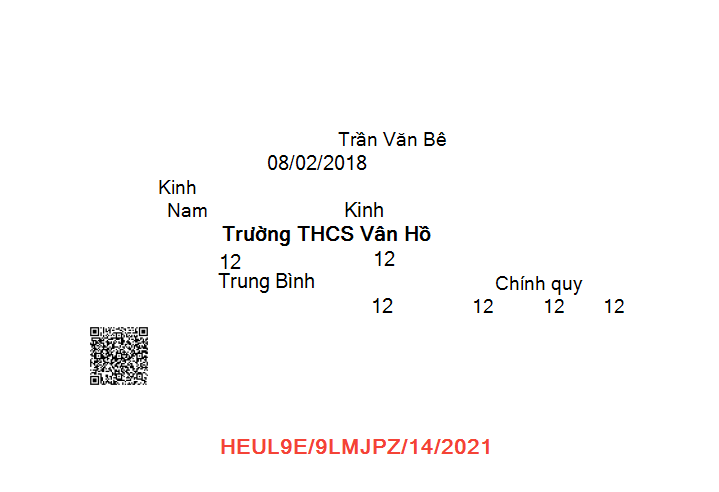 Trần Văn Bê
08/02/2018
Kinh
Nam Kinh
Trường THCS Vân Hồ
12 12
Trung Bình Chính quy
12 12 12 12
HEUL9E/9LMJPZ/14/2021